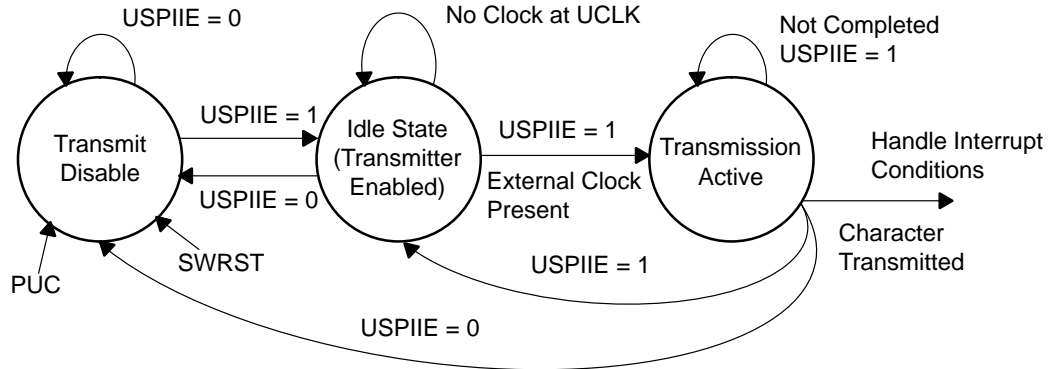 USPIIE = 0
No Clock at UCLK
Not Completed
USPIIE = 1
USPIIE = 1
Transmit
Disable
Idle State
(Transmitter
Enabled)
USPIIE = 1
Transmission
Active
Handle Interrupt
Conditions
USPIIE = 0
External Clock
Present
PUC
SWRST
USPIIE = 1
Character
Transmitted
USPIIE = 0